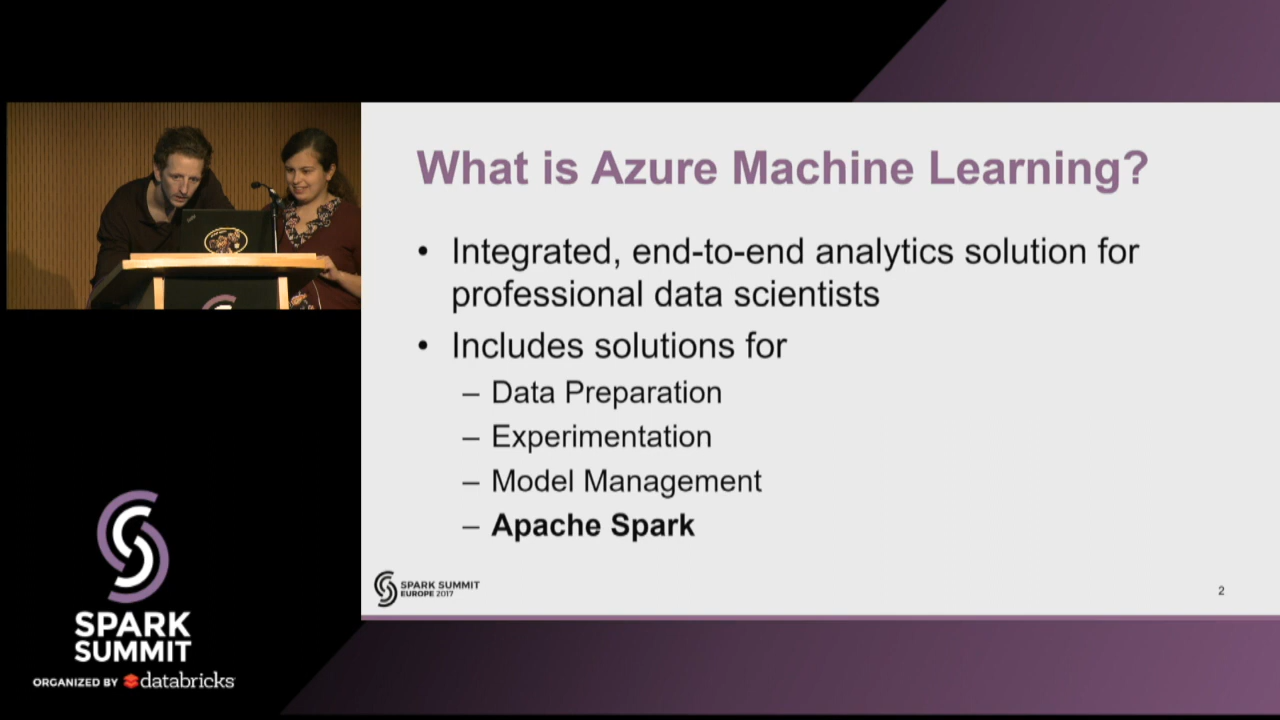 What is Azure Machine Learning?
• Integrated, end-to-end analytics solution for
professional data scientists
• Includes solutions for
– Data Preparation
– Experimentation
– Model Management
– Apache Spark
SPARK SUMMIT
EUROPE 2017
2
SPARK
SUMMIT
ORGANIZED BY databricks